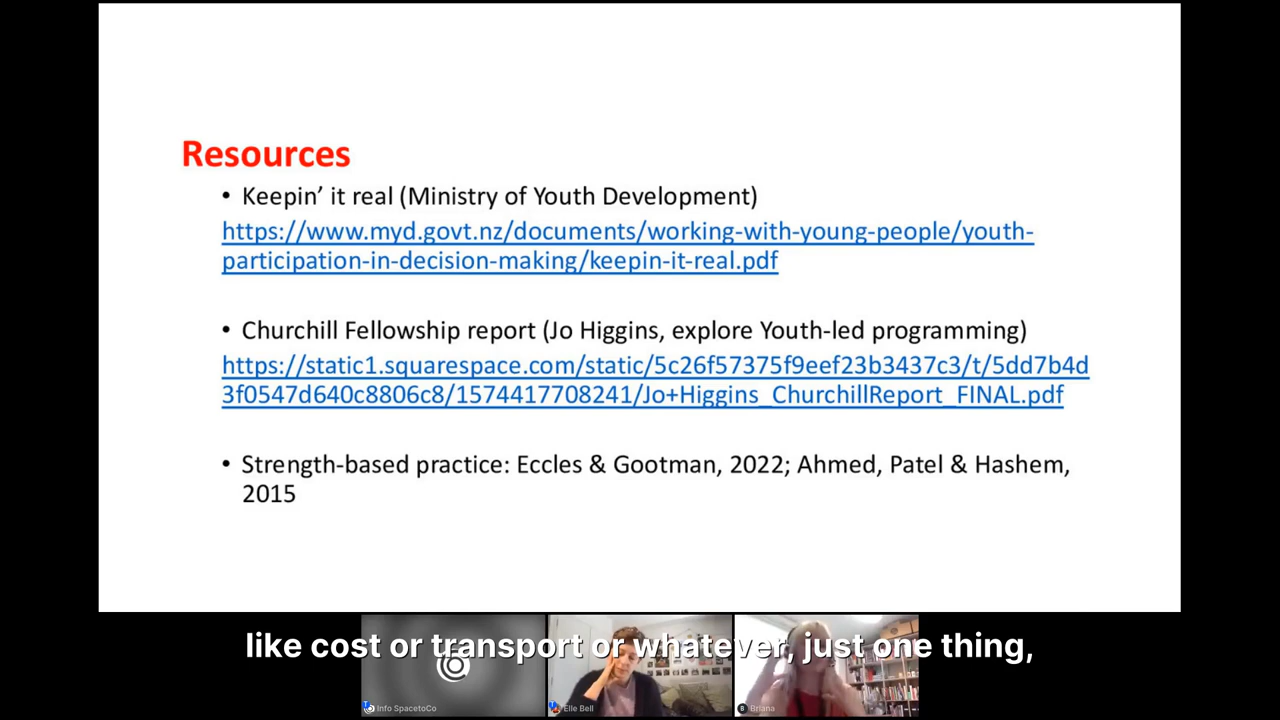 Resources
• Keepin’ it real (Ministry of Youth Development)
https://www.myd.govt.nz/documents/working-with-young-people/youth-
participation-in-decision-making/keepin-it-real.pdf
• Churchill Fellowship report (Jo Higgins, explore Youth-led programming)
https://static1.squarespace.com/static/5c26f57375f9eef23b3437c3/t/5dd7b4d
3f0547d640c8806c8/1574417708241/Jo+Higgins_ChurchillReport_FINAL.pdf
• Strength-based practice: Eccles & Gootman, 2022; Ahmed, Patel & Hashem,
2015
like cost or transport or whatever, just one thing,
Info SpacetoCo
Elle Bell
B Briana